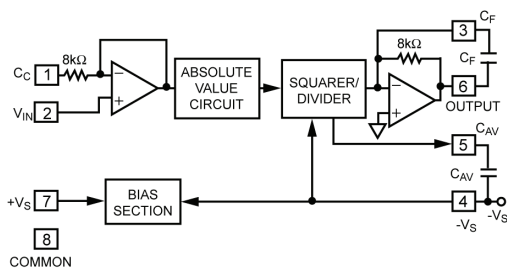 C_C 1 8kΩ
V_IN 2
ABSOLUTE
VALUE
CIRCUIT
SQUARER/
DIVIDER
8kΩ
3 C_F
C_F
6
OUTPUT
5 C_AV
C_AV
+V_S 7
BIAS
SECTION
4
-V_S
-V_S
8
COMMON
− + − +